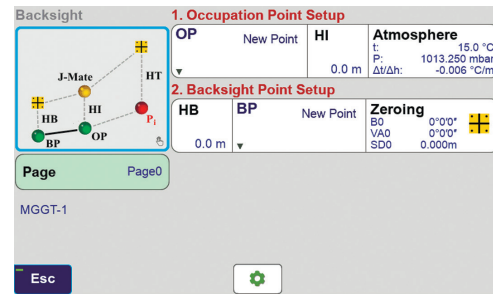 Backsight
1. Occupation Point Setup
OP
New Point
HI
0.0 m
Atmosphere
t: 15.0 °C
P: 1013.250 mbar
Δt/Δh: -0.006 °C/m
J-Mate
HT
HI
HB
Pi
BP
OP
2. Backsight Point Setup
HB
0.0 m
BP
New Point
Zeroing
B0 0°0'0"
VA0 0°0'0"
SD0 0.000m
Page
Page0
MGGT-1
Esc